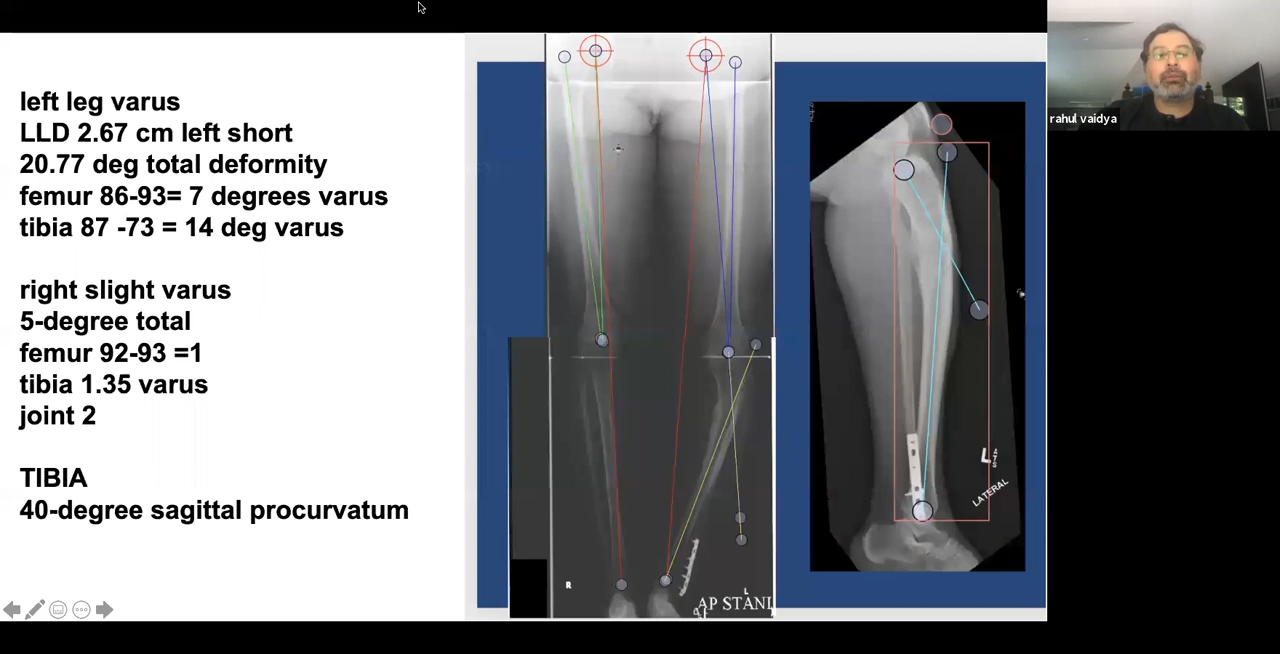 left leg varus
LLD 2.67 cm left short
20.77 deg total deformity
femur 86-93= 7 degrees varus
tibia 87 -73 = 14 deg varus
right slight varus
5-degree total
femur 92-93 =1
tibia 1.35 varus
joint 2
TIBIA
40-degree sagittal procurvatum
R
L
AP STANI
L
LATERAL
rahul vaidya